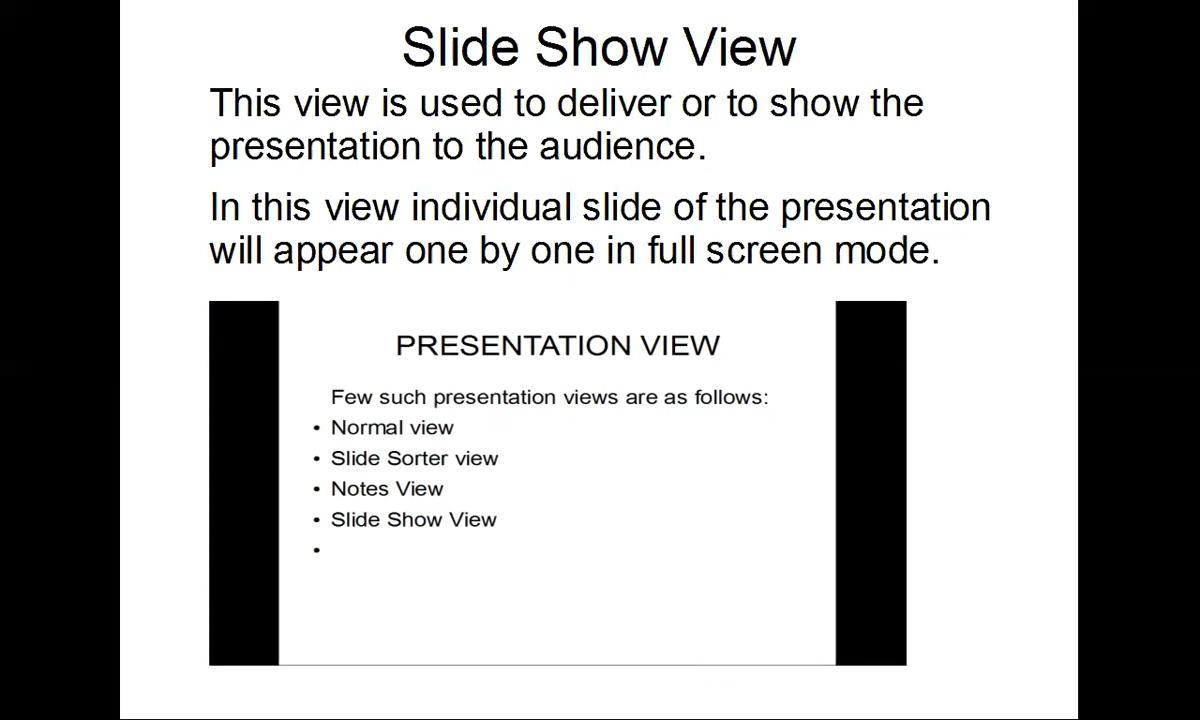 Slide Show View
This view is used to deliver or to show the
presentation to the audience.
In this view individual slide of the presentation
will appear one by one in full screen mode.
PRESENTATION VIEW
Few such presentation views are as follows:
• Normal view
• Slide Sorter view
• Notes View
• Slide Show View
•